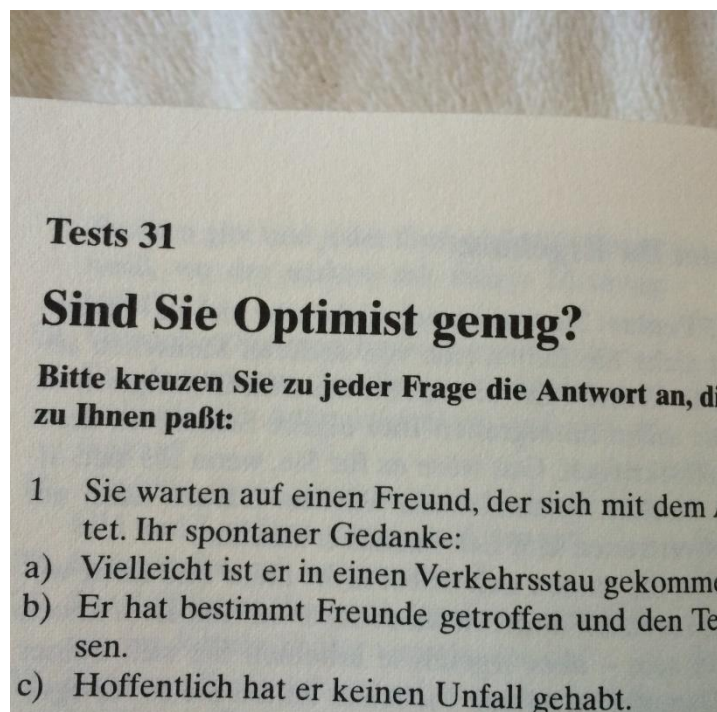 Tests 31
Sind Sie Optimist genug?
Bitte kreuzen Sie zu jeder Frage die Antwort an,
zu Ihnen paßt:
1 Sie warten auf einen Freund, der sich mit dem
tet. Ihr spontaner Gedanke:
a) Vielleicht ist er in einen Verkehrsstau
b) Er hat bestimmt Freunde getroffen und den
sen.
c) Hoffentlich hat er keinen Unfall gehabt.